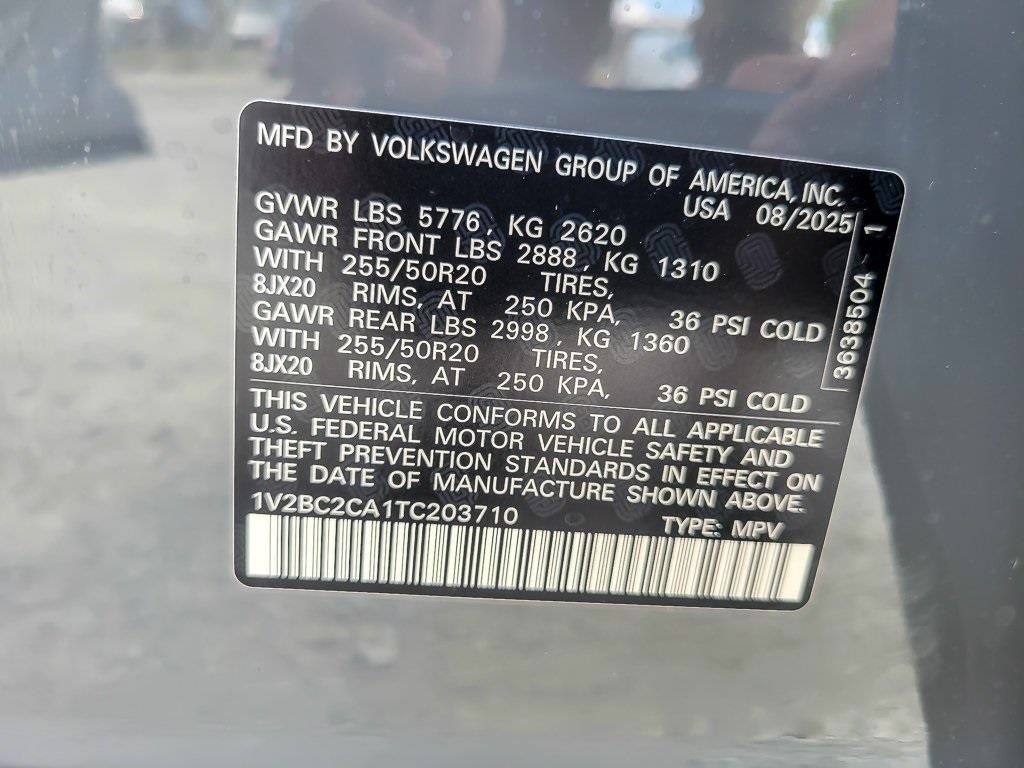 MFD BY VOLKSWAGEN GROUP OF AMERICA, INC.
USA 08/2025
GVWR LBS 5776, KG 2620
GAWR FRONT LBS 2888, KG 1310
WITH 255/50R20 TIRES,
8JX20 RIMS, AT 250 KPA, 36 PSI COLD
GAWR REAR LBS 2998, KG 1360
WITH 255/50R20 TIRES,
8JX20 RIMS, AT 250 KPA, 36 PSI COLD
3638504 1
THIS VEHICLE CONFORMS TO ALL APPLICABLE
U.S. FEDERAL MOTOR VEHICLE SAFETY AND
THEFT PREVENTION STANDARDS IN EFFECT ON
THE DATE OF MANUFACTURE SHOWN ABOVE.
1V2BC2CA1TC203710 TYPE: MPV